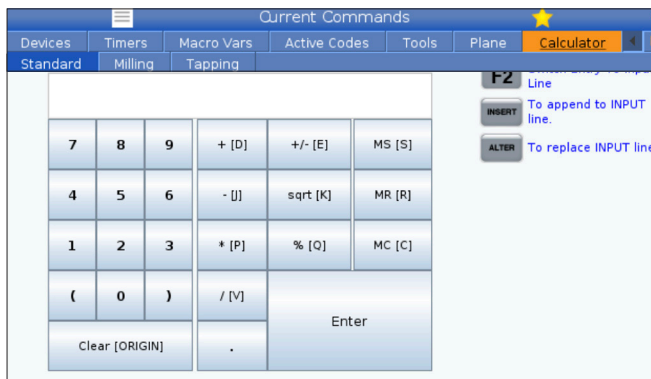 Current Commands
Devices Timers Macro Vars Active Codes Tools Plane Calculator
Standard Milling Tapping
F2
Line
INSERT To append to INPUT
line.
ALTER To replace INPUT line
7 8 9 + [D] +/- [E] MS [S]
4 5 6 - [J] sqrt [K] MR [R]
1 2 3 * [P] % [Q] MC [C]
( 0 ) / [V] Enter
Clear [ORIGIN] .